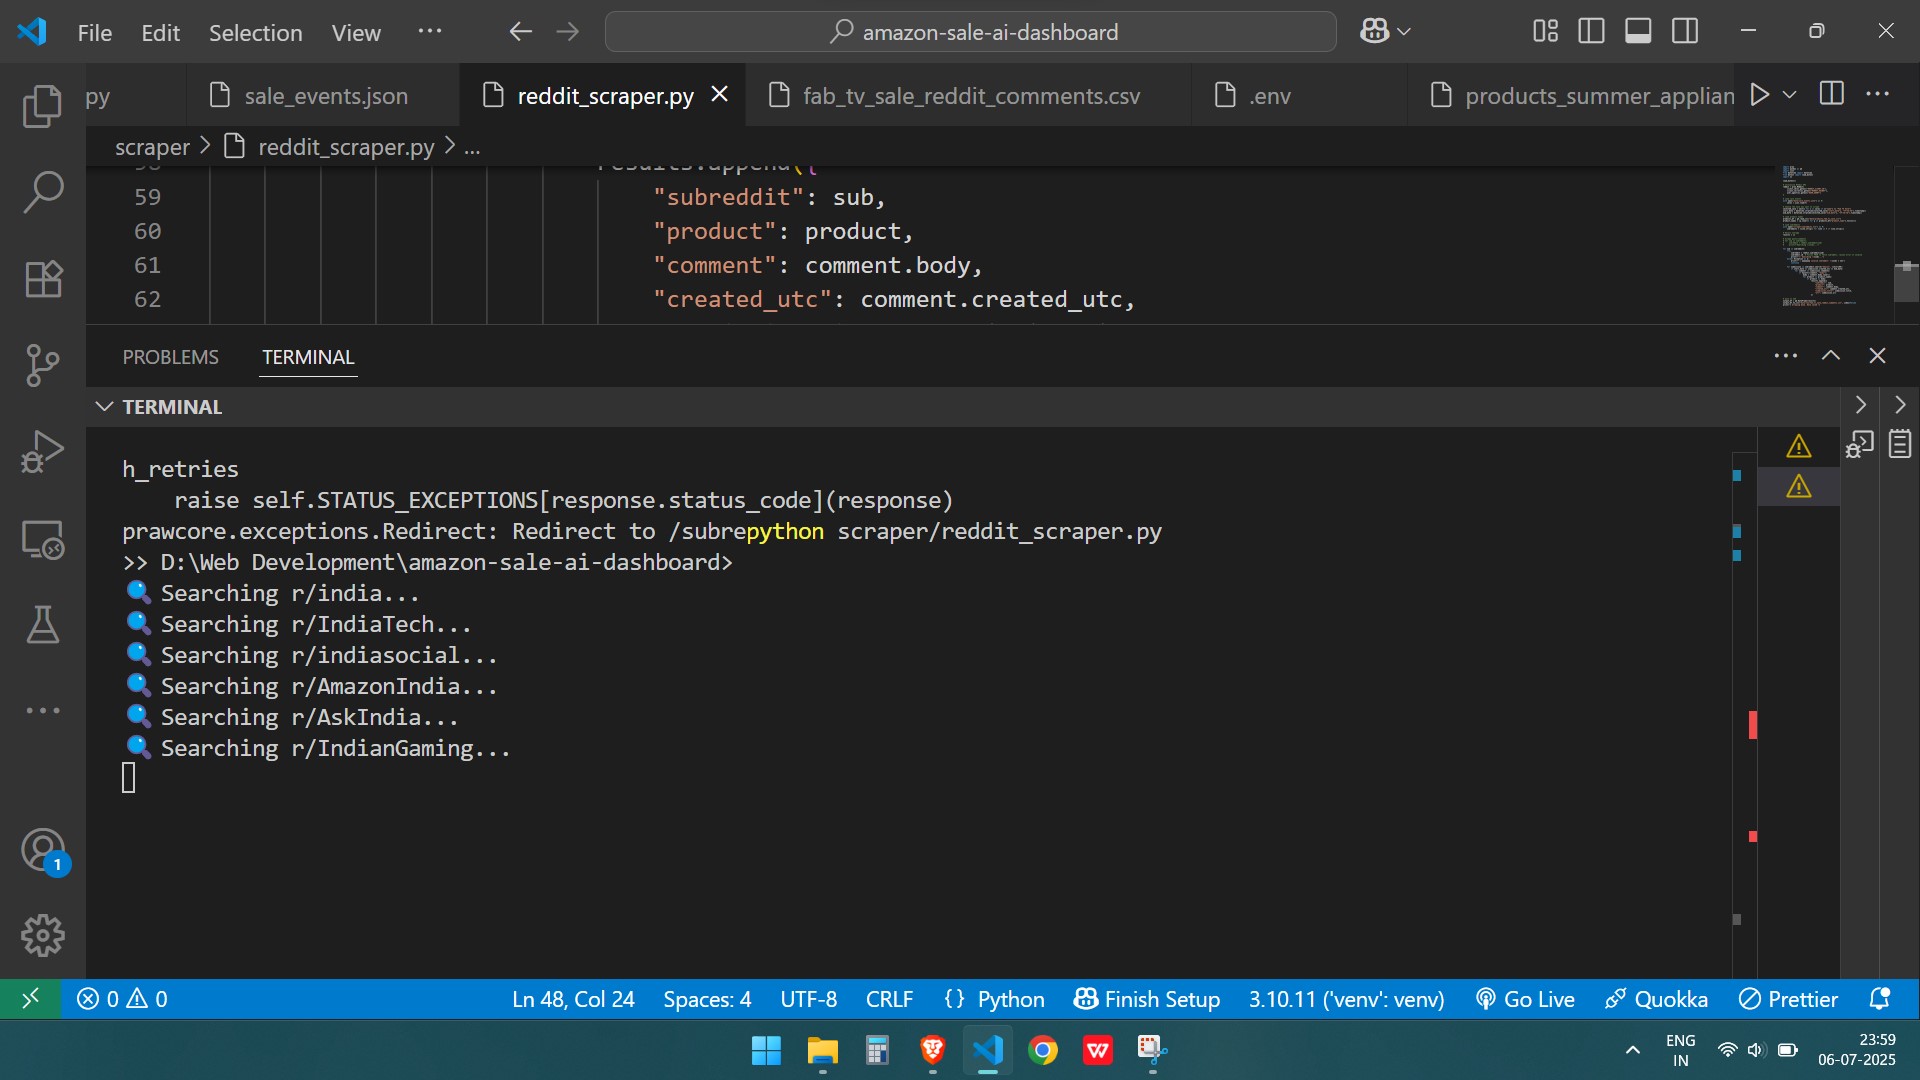 File Edit Selection View ···
amazon-sale-ai-dashboard
py
sale_events.json
reddit_scraper.py
fab_tv_sale_reddit_comments.csv
.env
products_summer_applian
scraper > reddit_scraper.py > ...
59 "subreddit": sub,
60 "product": product,
61 "comment": comment.body,
62 "created_utc": comment.created_utc,
PROBLEMS TERMINAL
TERMINAL
h_retries
raise self.STATUS_EXCEPTIONS[response.status_code](response)
prawcore.exceptions.Redirect: Redirect to /subrepython scraper/reddit_scraper.py
>> D:\Web Development\amazon-sale-ai-dashboard>
Searching r/india...
Searching r/IndiaTech...
Searching r/indiasocial...
Searching r/AmazonIndia...
Searching r/AskIndia...
Searching r/IndianGaming...
1
0 0 Ln 48, Col 24 Spaces: 4 UTF-8 CRLF {} Python Finish Setup 3.10.11 ('venv': venv) Go Live Quokka Prettier
ENG
IN
23:59
06-07-2025